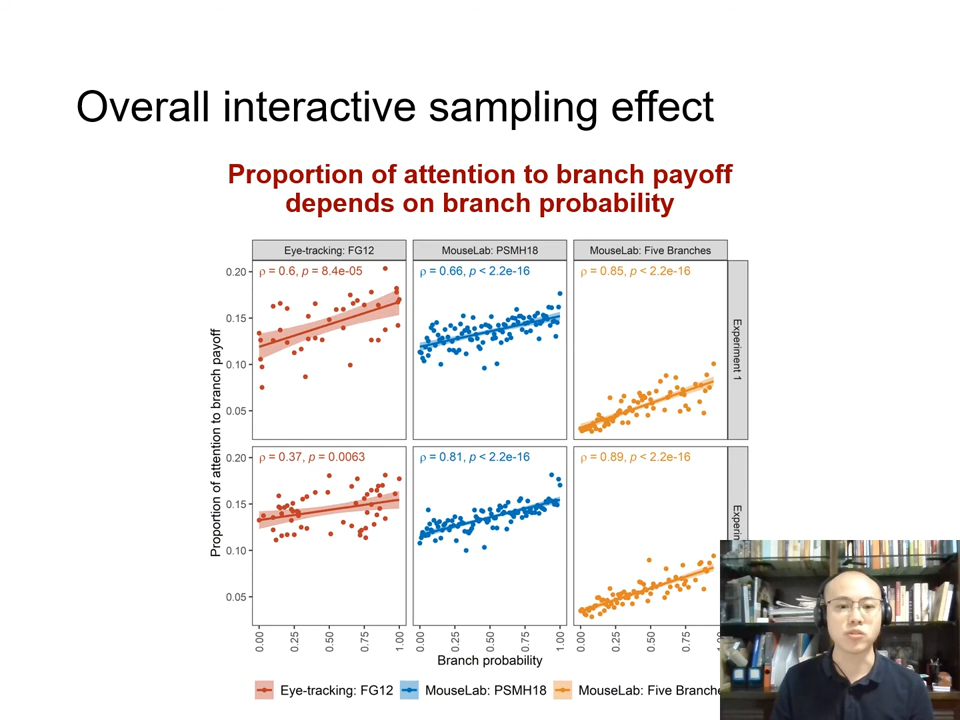 Overall interactive sampling effect
Proportion of attention to branch payoff
depends on branch probability
Eye-tracking: FG12
MouseLab: PSMH18
MouseLab: Five Branches
ρ = 0.6, p = 8.4e-05
ρ = 0.66, p < 2.2e-16
ρ = 0.85, p < 2.2e-16
0.20
0.15
0.10
0.05
Experiment 1
ρ = 0.37, p = 0.0063
ρ = 0.81, p < 2.2e-16
ρ = 0.89, p < 2.2e-16
0.20
0.15
0.10
0.05
Proportion of attention to branch payoff
0.00 0.25 0.50 0.75 1.00
0.00 0.25 0.50 0.75 1.00
0.00 0.25 0.50 0.75
Branch probability
Eye-tracking: FG12
MouseLab: PSMH18
MouseLab: Five Branche